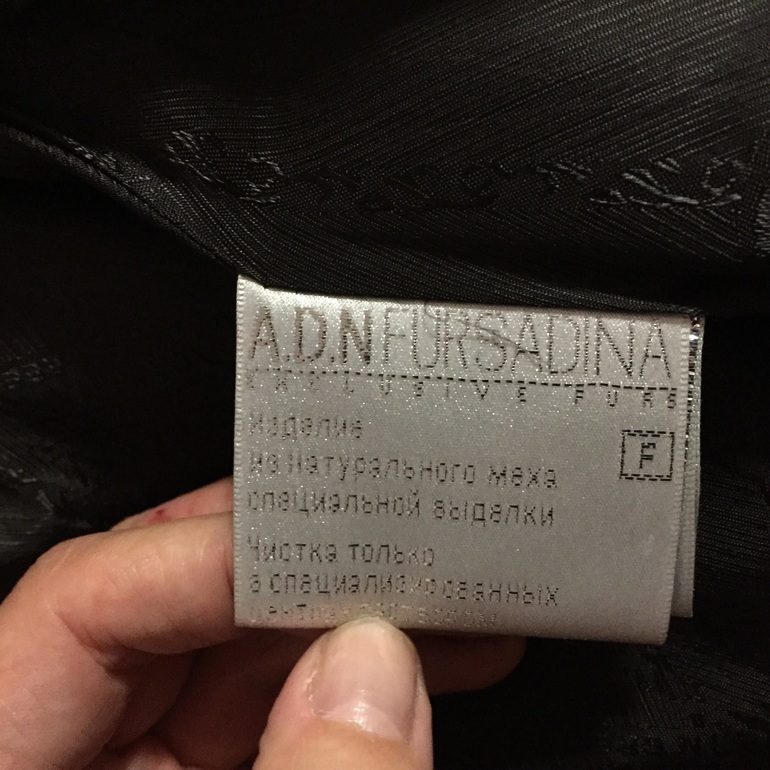 A.D.N FURSADINA
EXCLUSIVE FURS
Изделие
из натурального меха
F
специальной выделки
Чистка только
в специализированных